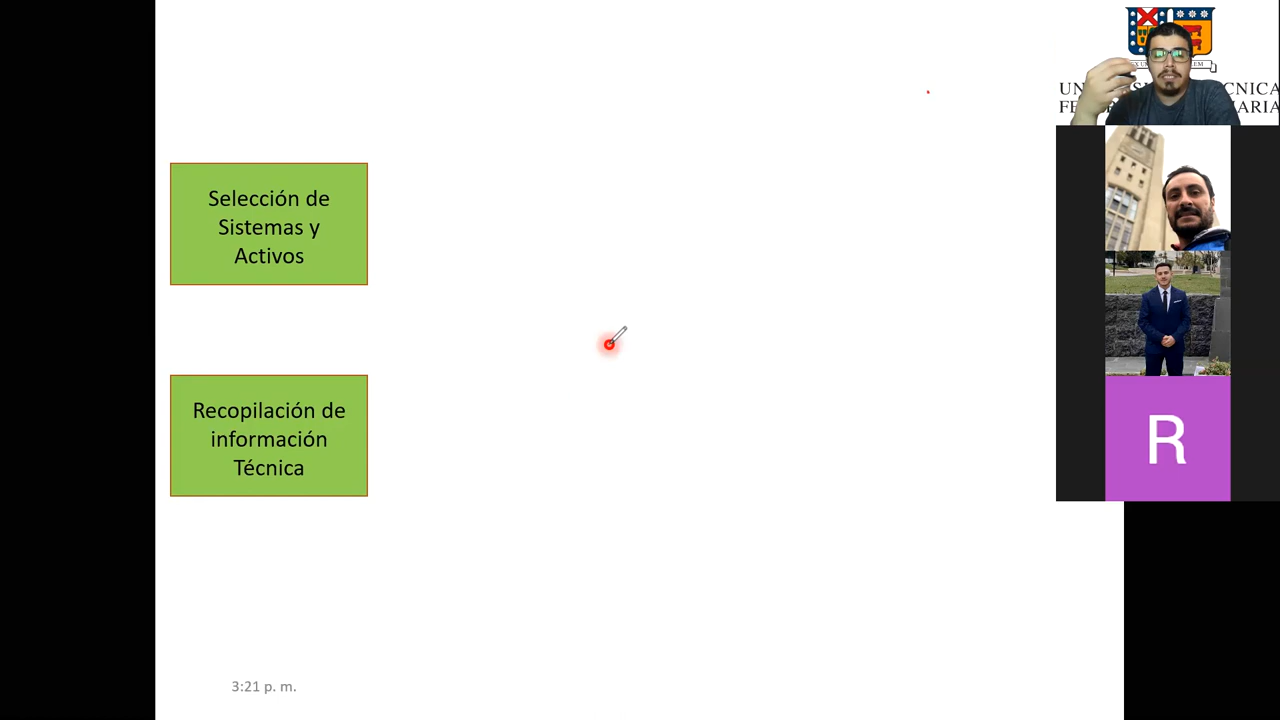 Selección de
Sistemas y
Activos
Recopilación de
información
Técnica
3:21 p. m.
R